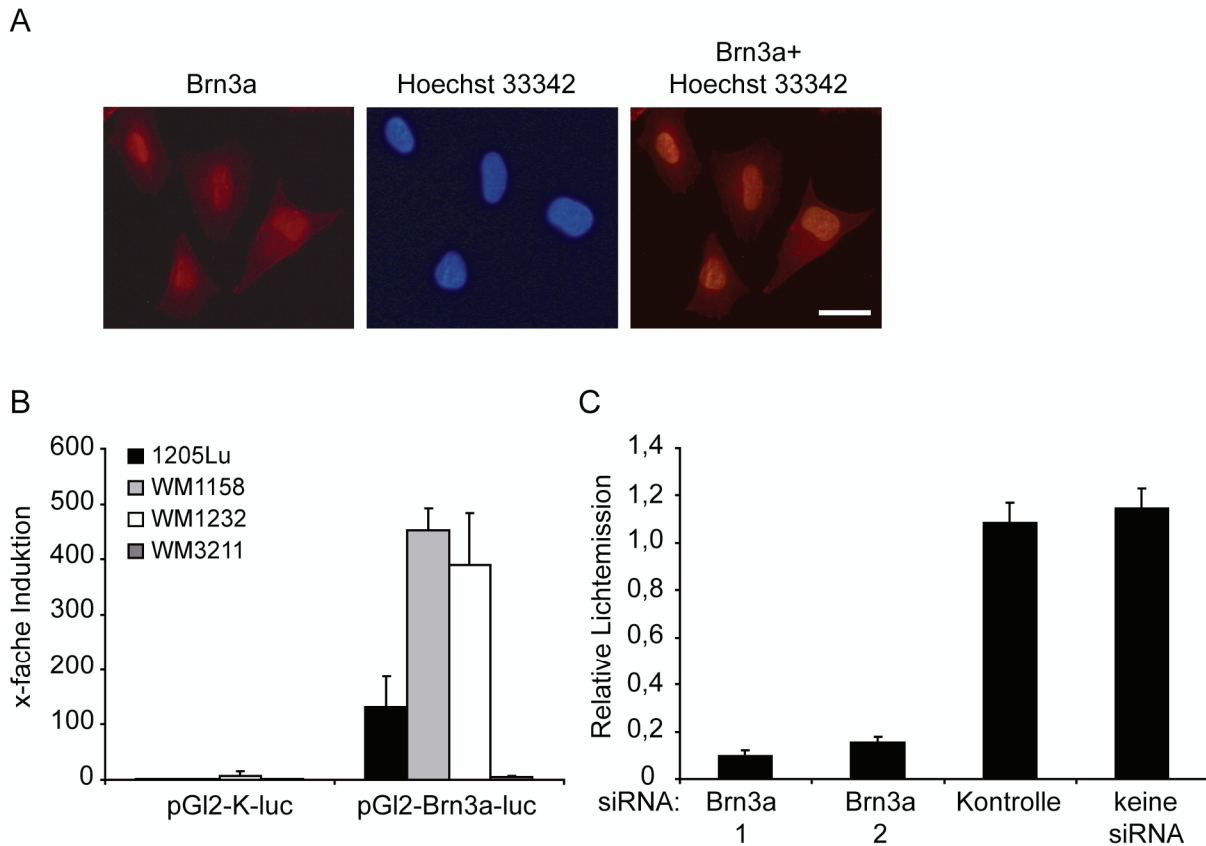 A
Brn3a
Hoechst 33342
Brn3a+
Hoechst 33342
B
x-fache Induktion
600
500
400
300
200
100
0
1205Lu
WM1158
WM1232
WM3211
pGl2-K-luc
pGl2-Brn3a-luc
C
Relative Lichtemission
1,4
1,2
1,0
0,8
0,6
0,4
0,2
0
siRNA:
Brn3a
1
Brn3a
2
Kontrolle
keine
siRNA